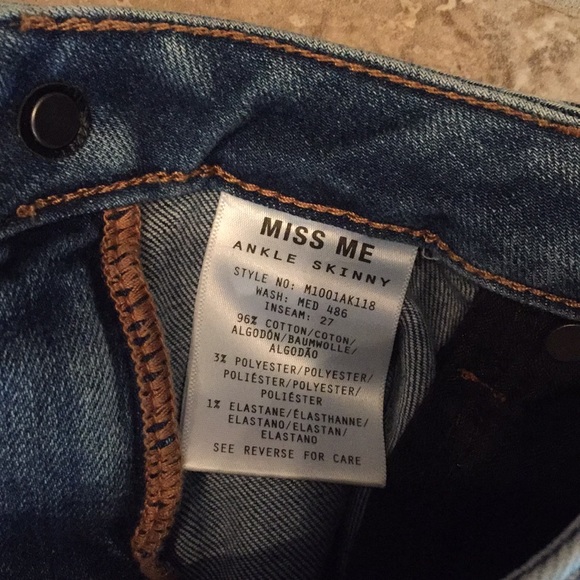 MISS ME
ANKLE SKINNY
STYLE NO: M1001AK118
WASH: MED 486
INSEAM: 27
96% COTTON/COTON/
ALGODÓN/BAUMWOLLE/
ALGODÃO
3% POLYESTER/POLYESTER/
POLIÉSTER/POLYESTER/
POLIÉSTER
1% ELASTANE/ÉLASTHANNE/
ELASTANO/ELASTAN/
ELASTANO
SEE REVERSE FOR CARE